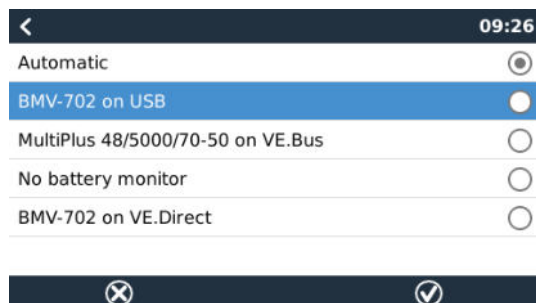 09:26
Automatic
BMV-702 on USB
MultiPlus 48/5000/70-50 on VE.Bus
No battery monitor
BMV-702 on VE.Direct